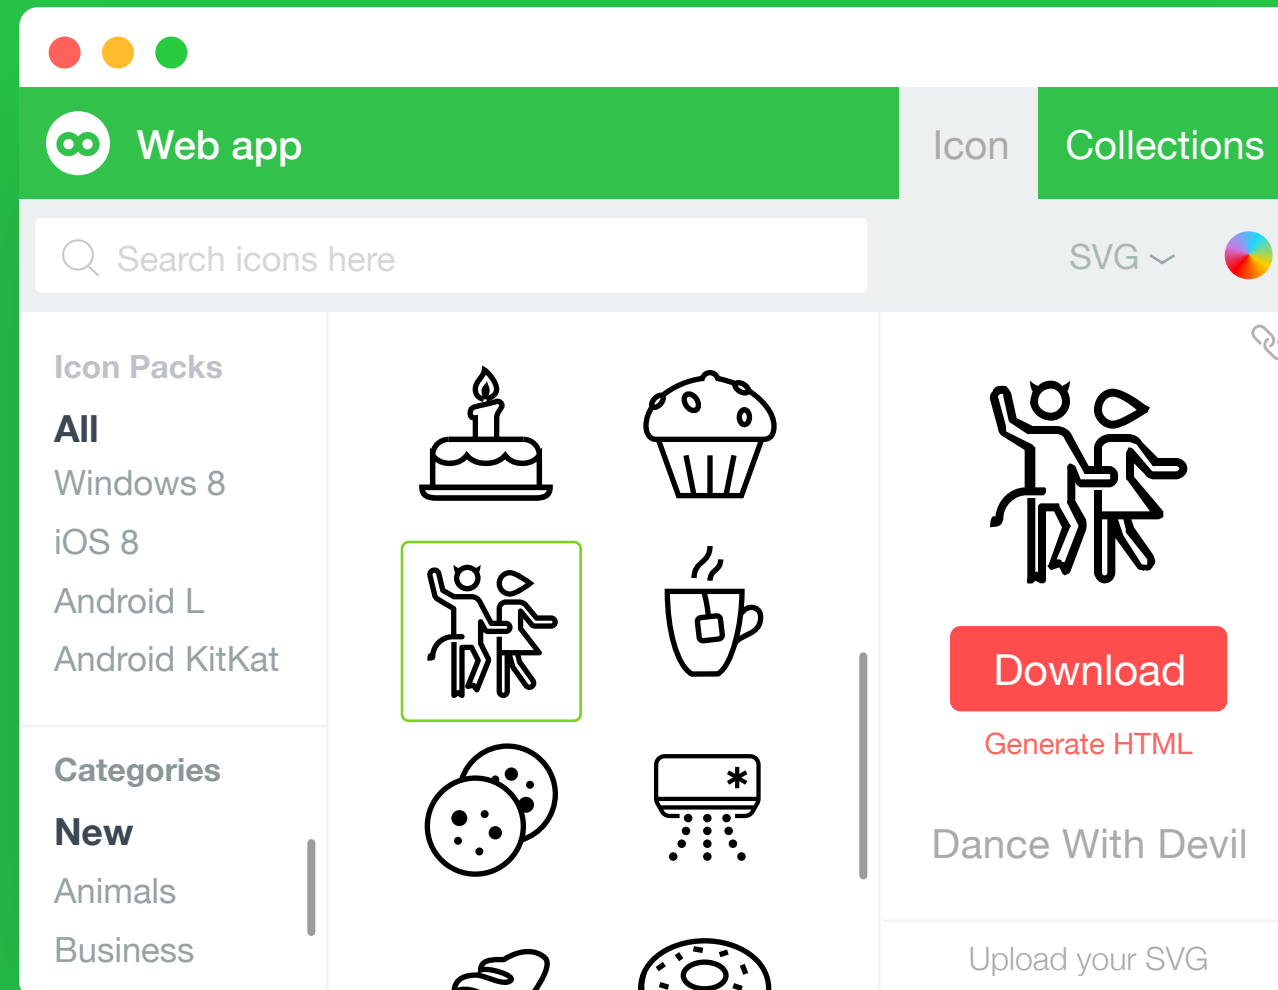 Web app
Icon
Collections
Search icons here
SVG
Icon Packs
All
Windows 8
iOS 8
Android L
Android KitKat
Categories
New
Animals
Business
Download
Generate HTML
Dance With Devil
Upload your SVG